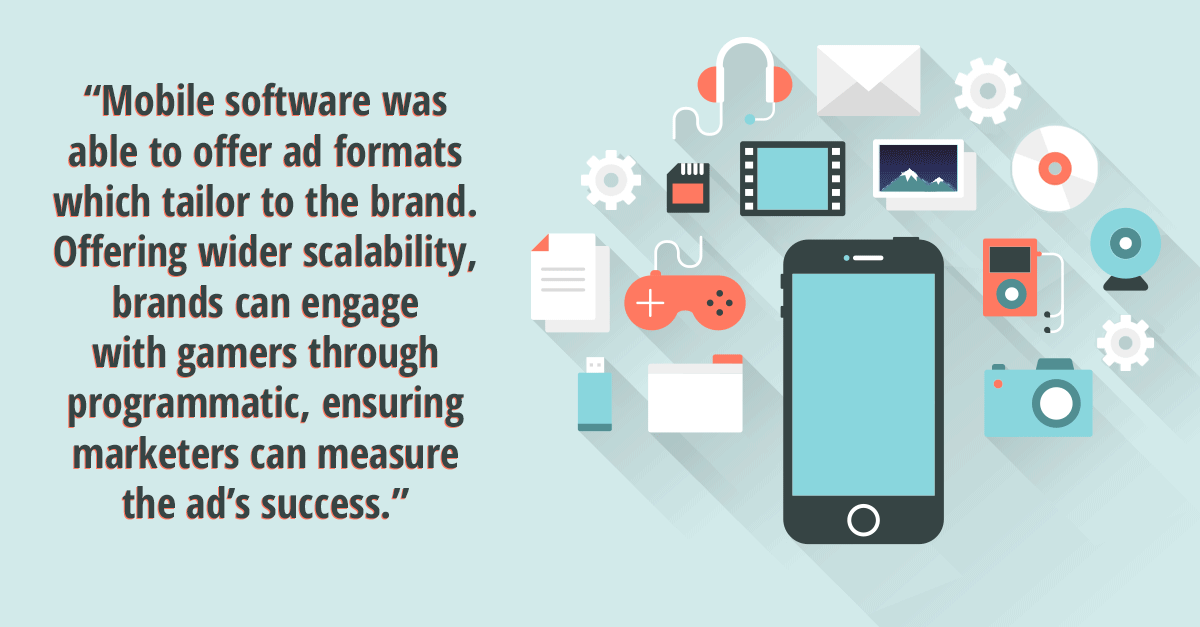 “Mobile software was
able to offer ad formats
which tailor to the brand.
Offering wider scalability,
brands can engage
with gamers through
programmatic, ensuring
marketers can measure
the ad’s success.”